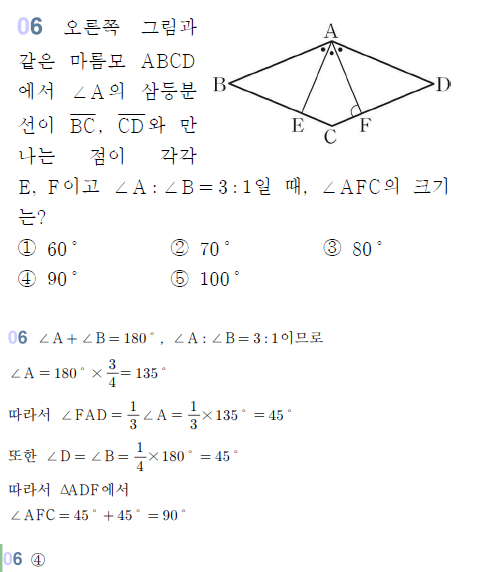 06 오른쪽 그림과
같은 마름모 ABCD
에서 ∠A의 삼등분
선이 B̅C̅, C̅D̅와 만
나는 점이 각각
E, F이고 ∠A : ∠B = 3 : 1일 때, ∠AFC의 크기
는?
A
B
D
E
C
F
① 60° ② 70° ③ 80°
④ 90° ⑤ 100°
06 ∠A + ∠B = 180°, ∠A : ∠B = 3 : 1이므로
∠A = 180° × 3/4 = 135°
따라서 ∠FAD = 1/3 ∠A = 1/3 × 135° = 45°
또한 ∠D = ∠B = 1/4 × 180° = 45°
따라서 △ADF에서
∠AFC = 45° + 45° = 90°
06 ④